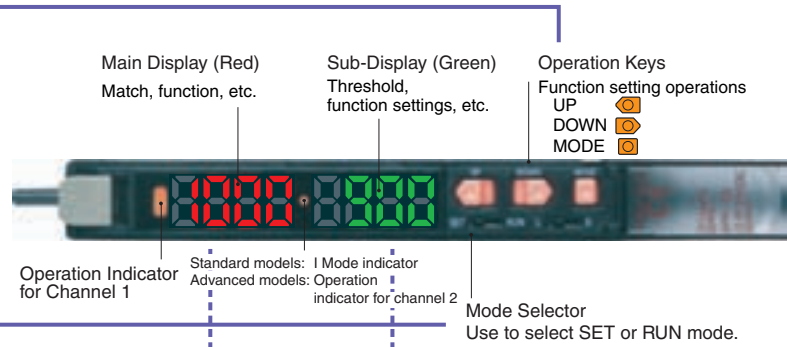 Main Display (Red)
Match, function, etc.
Sub-Display (Green)
Threshold,
function settings, etc.
Operation Keys
Function setting operations
UP
DOWN
MODE
1000
300
Operation Indicator
for Channel 1
Standard models: I Mode indicator
Advanced models: Operation
indicator for channel 2
Mode Selector
Use to select SET or RUN mode.